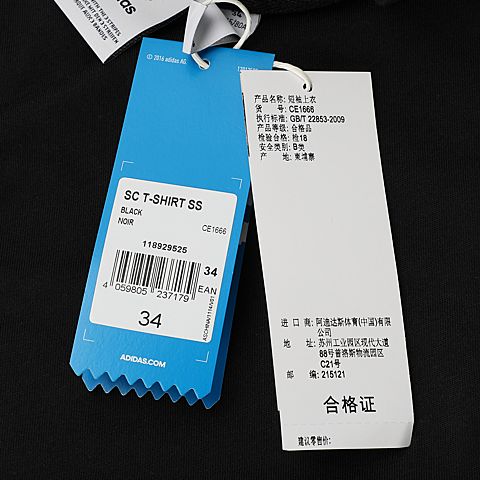 adidas
34
© 2016 adidas AG
SC T-SHIRT SS
BLACK
NOIR
CE1666
118929525
34
EAN
4 059805 237179
34
ADIDAS.COM
产品名称: 短袖上衣
货 号: CE1666
执行标准: GB/T 22853-2009
产品等级: 合格品
检验合格: 检18
安全类别: B类
产 地: 柬埔寨
进 口 商: 阿迪达斯体育(中国)有限
公司
地 址: 苏州工业园区现代大道
88号普洛斯物流园区
C21号
邮 编: 215121
合格证
建议零售价: